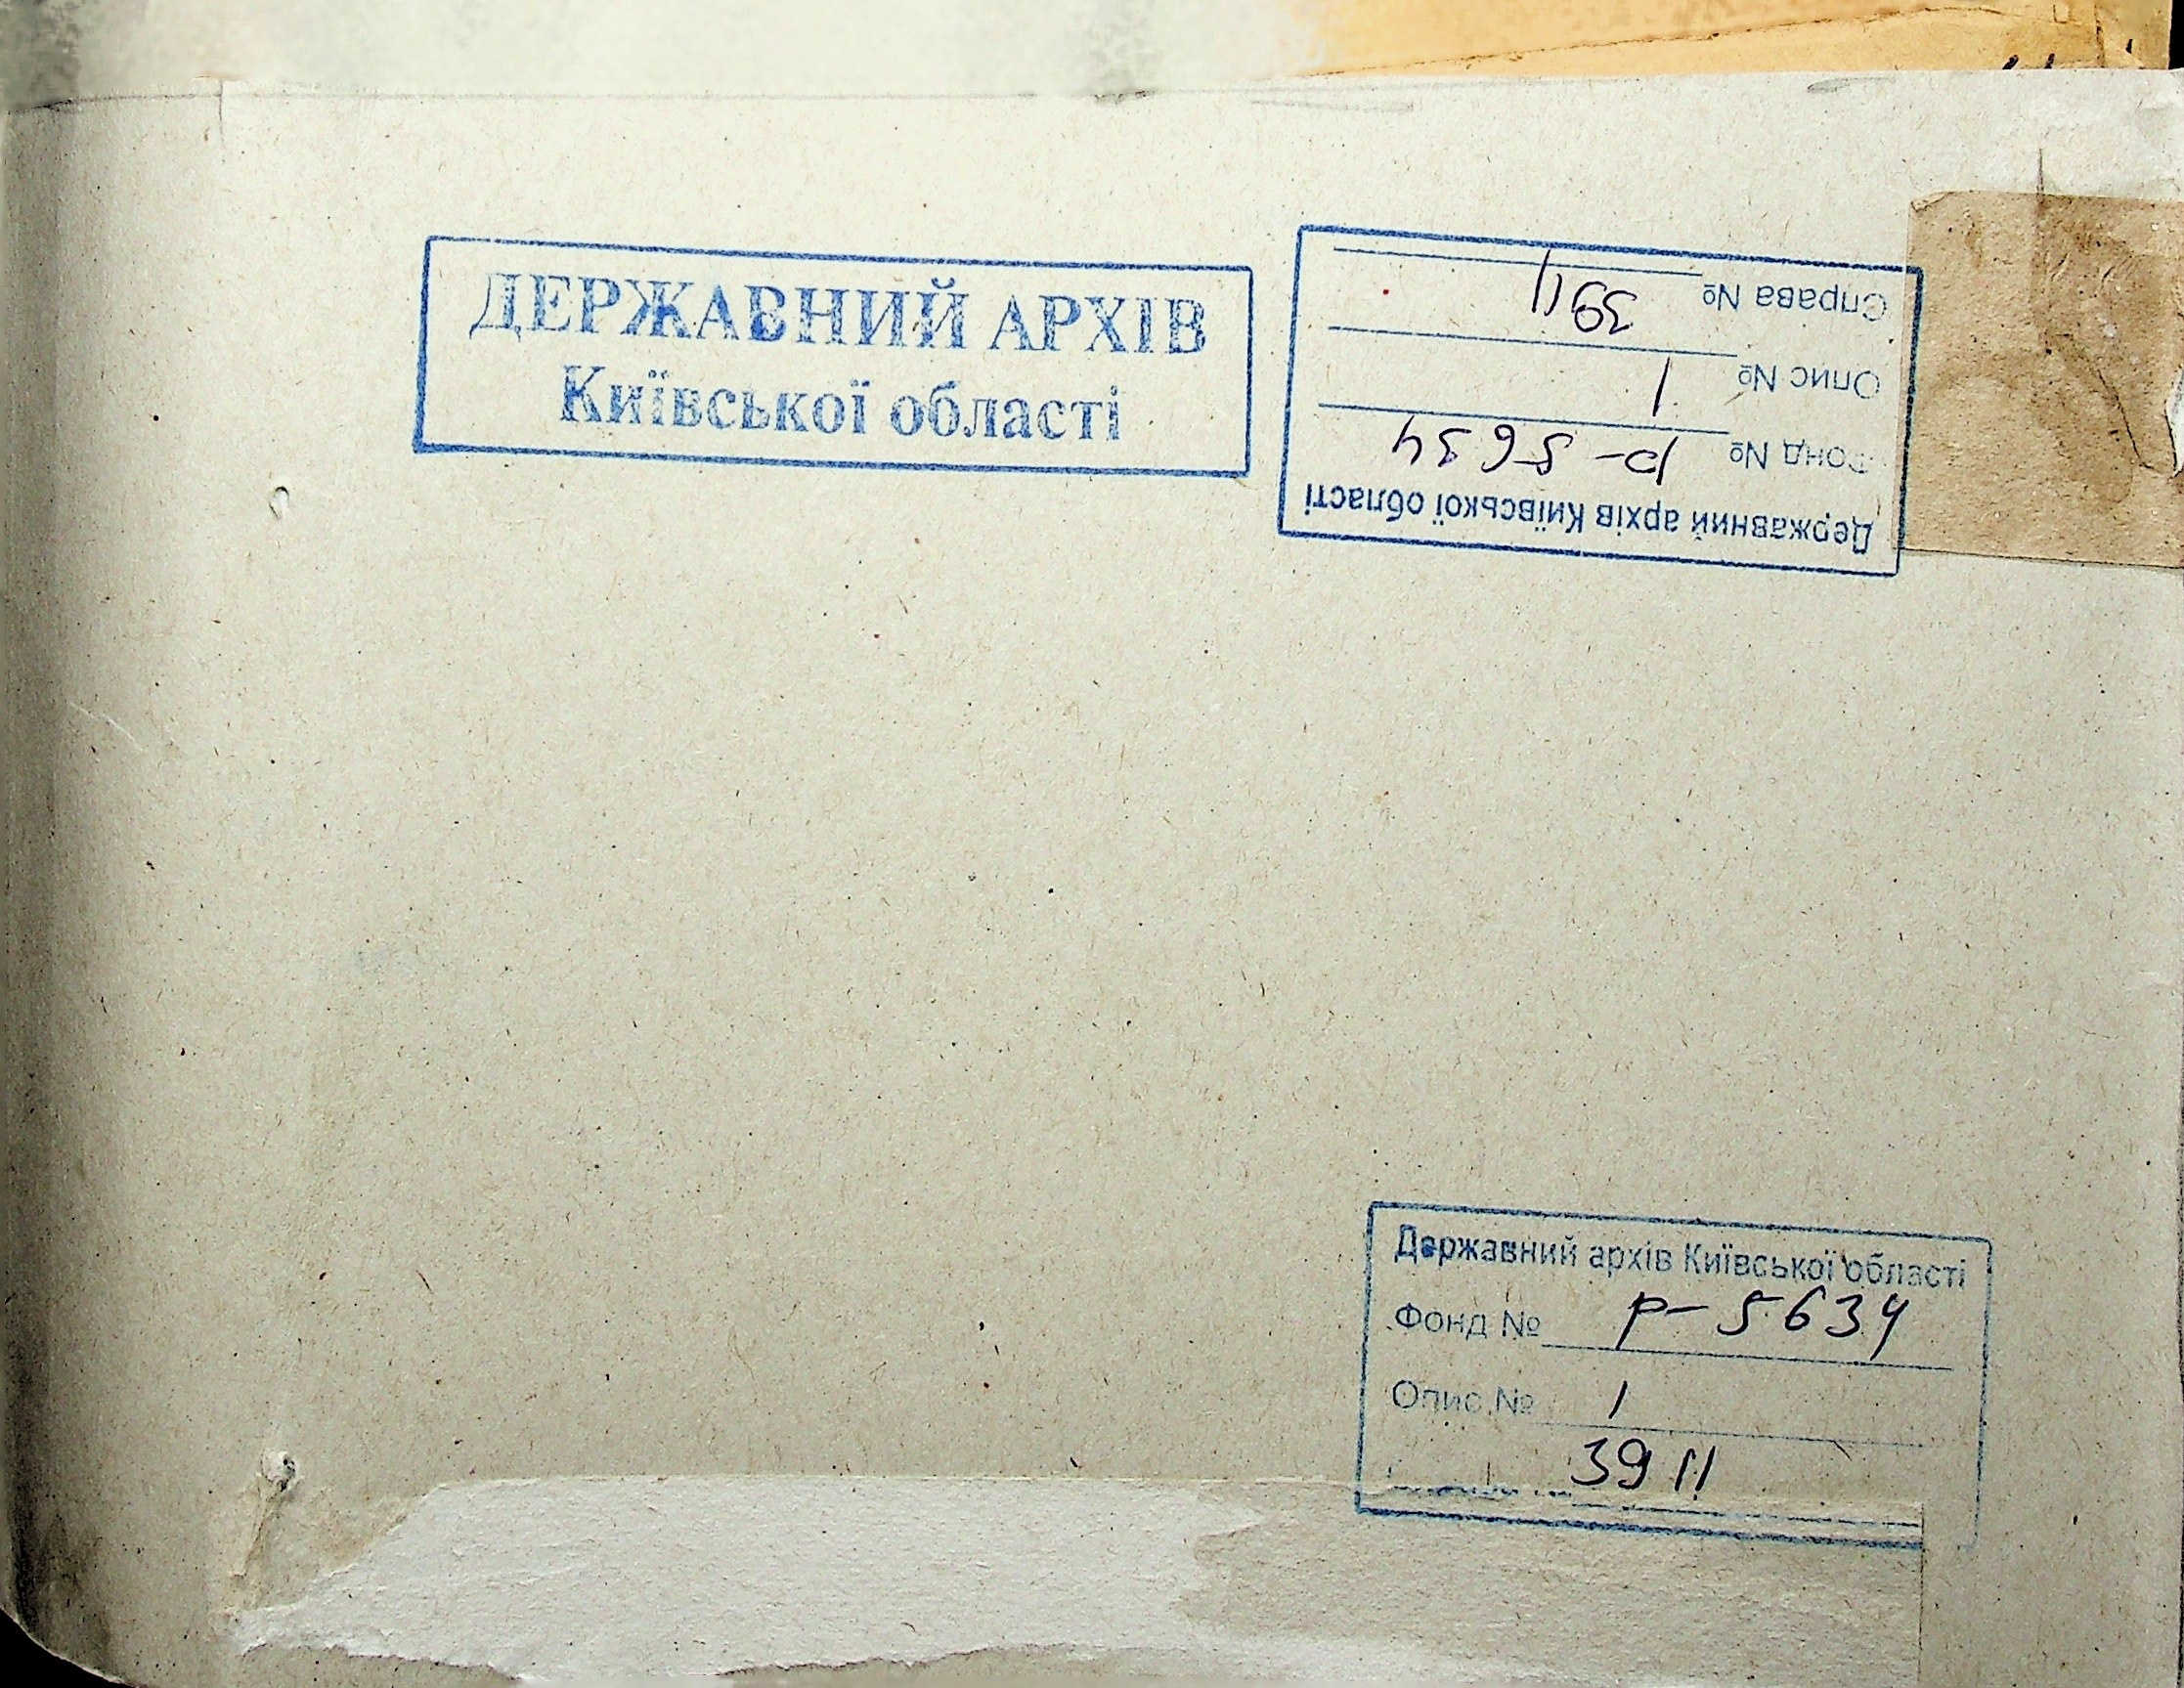 ДЕРЖАВНИЙ АРХІВ
Київської області
Державний архів Київської області
Фонд № р-5634
Опис № 1
Справа № 3911
Державний архів Київської області
Фонд № р-5634
Опис № 1
3911